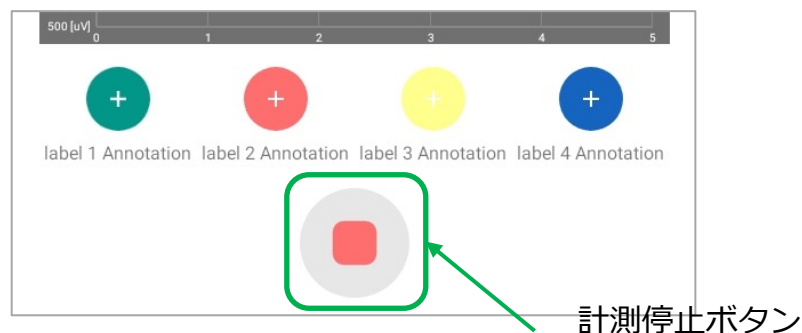 500 [uV]
0 1 2 3 4 5
label 1 Annotation label 2 Annotation label 3 Annotation label 4 Annotation
計測停止ボタン